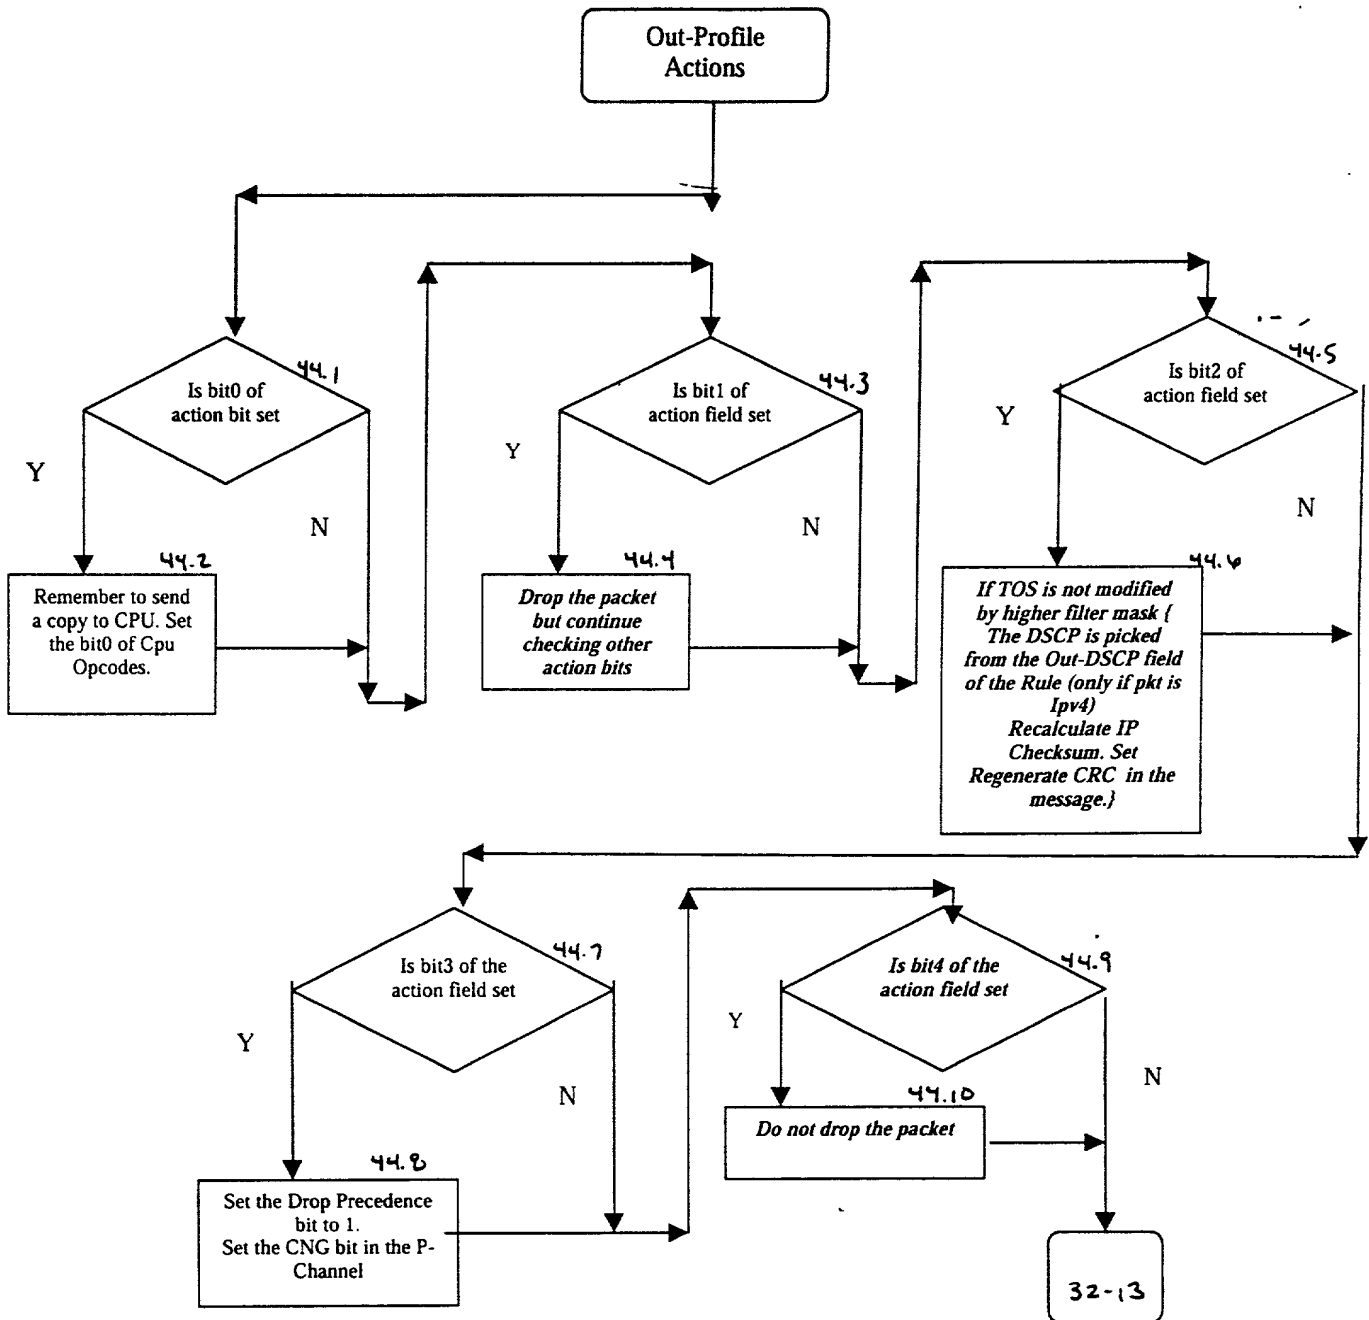 Out-Profile
Actions
44.1
Is bit0 of
action bit set
Y
N
44.2
Remember to send
a copy to CPU. Set
the bit0 of Cpu
Opcodes.
44.3
Is bit1 of
action field set
Y
N
44.4
Drop the packet
but continue
checking other
action bits
44.5
Is bit2 of
action field set
Y
N
44.6
If TOS is not modified
by higher filter mask {
The DSCP is picked
from the Out-DSCP field
of the Rule (only if pkt is
Ipv4)
Recalculate IP
Checksum. Set
Regenerate CRC in the
message.}
44.7
Is bit3 of the
action field set
Y
N
44.8
Set the Drop Precedence
bit to 1.
Set the CNG bit in the P-
Channel
44.9
Is bit4 of the
action field set
Y
N
44.10
Do not drop the packet
32-13